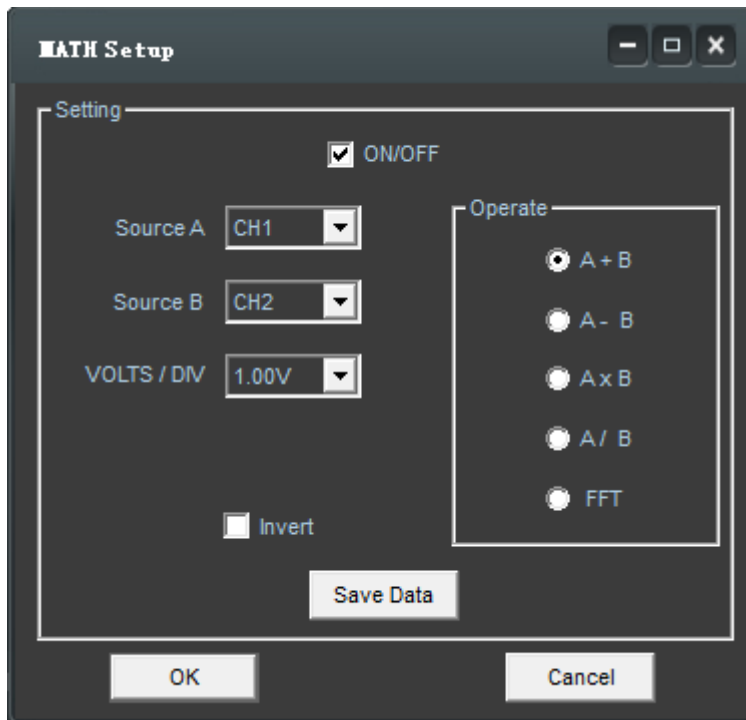 MATH Setup
Setting
ON/OFF
Source A CH1
Source B CH2
VOLTS / DIV 1.00V
Invert
Operate
A + B
A - B
A x B
A / B
FFT
Save Data
OK
Cancel